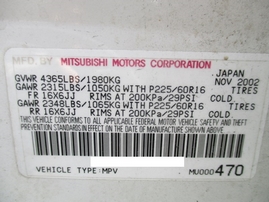 MFD. BY MITSUBISHI MOTORS CORPORATION JAPAN
GVWR 4365LBS/1980KG NOV 2002
GAWR 2315LBS/1050KG WITH P225/60R16 TIRES
FR 16X6JJ RIMS AT 200KPa/29PSI COLD
GAWR 2348LBS/1065KG WITH P225/60R16 TIRES
RR 16X6JJ RIMS AT 200KPa/29PSI COLD
THIS VEHICLE CONFORMS TO ALL APPLICABLE FEDERAL MOTOR VEHICLE SAFETY
STANDARDS IN EFFECT ON THE DATE OF MANUFACTURE SHOWN ABOVE.
VEHICLE TYPE:MPV MU000470